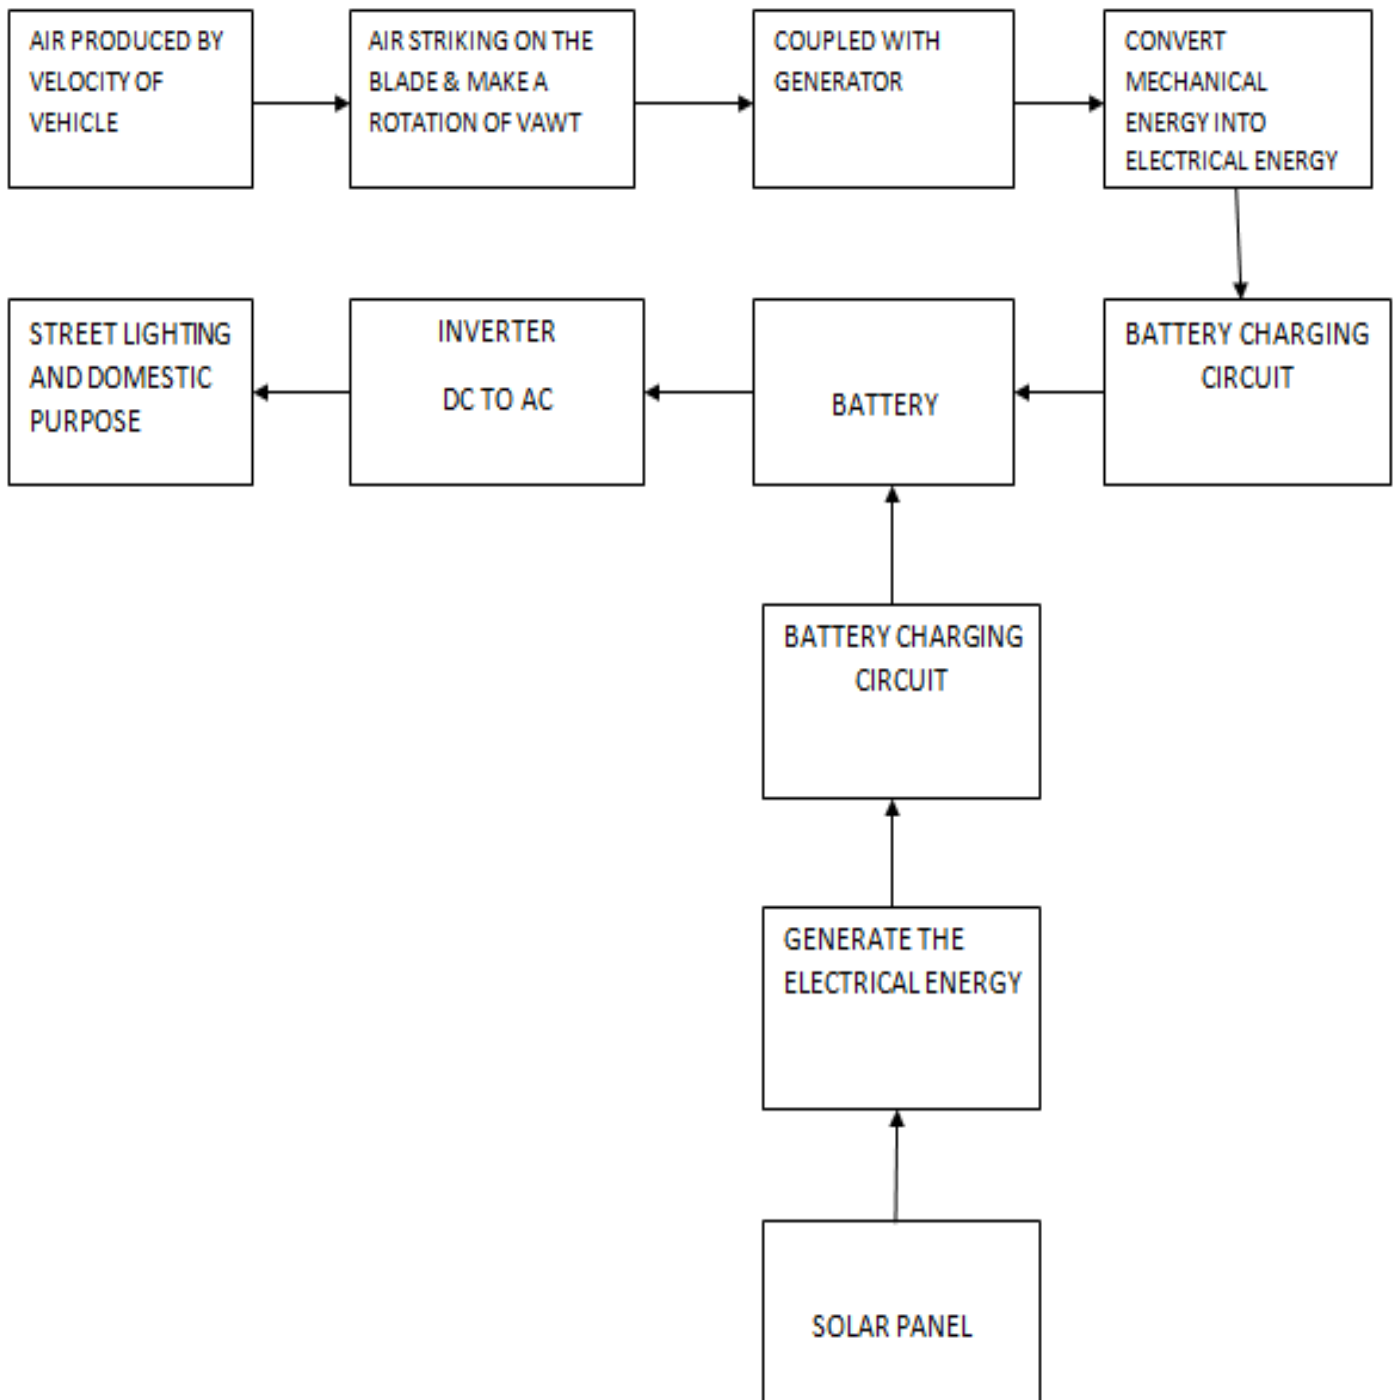 AIR PRODUCED BY
VELOCITY OF
VEHICLE
AIR STRIKING ON THE
BLADE & MAKE A
ROTATION OF VAWT
COUPLED WITH
GENERATOR
CONVERT
MECHANICAL
ENERGY INTO
ELECTRICAL ENERGY
STREET LIGHTING
AND DOMESTIC
PURPOSE
INVERTER
DC TO AC
BATTERY
BATTERY CHARGING
CIRCUIT
BATTERY CHARGING
CIRCUIT
GENERATE THE
ELECTRICAL ENERGY
SOLAR PANEL